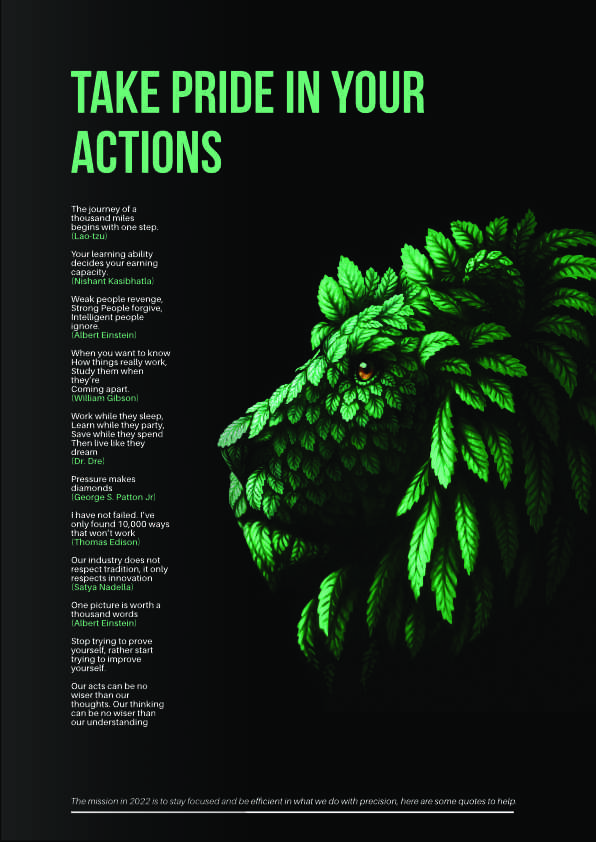 TAKE PRIDE IN YOUR
ACTIONS
The journey of a
thousand miles
begins with one step.
(Lao-tzu)
Your learning ability
decides your earning
capacity.
(Nishant Kasibhatla)
Weak people revenge,
Strong People forgive,
Intelligent people
ignore.
(Albert Einstein)
When you want to know
How things really work,
Study them when
they're
Coming apart.
(William Gibson)
Work while they sleep,
Learn while they party,
Save while they spend
Then live like they
dream
(Dr. Dre)
Pressure makes
diamonds
(George S. Patton Jr)
I have not failed. I've
only found 10,000 ways
that won't work
(Thomas Edison)
Our industry does not
respect tradition, it only
respects innovation
(Satya Nadella)
One picture is worth a
thousand words
(Albert Einstein)
Stop trying to prove
yourself, rather start
trying to improve
yourself.
Our acts can be no
wiser than our
thoughts. Our thinking
can be no wiser than
our understanding
The mission in 2022 is to stay focused and be efficient in what we do with precision, here are some quotes to help.